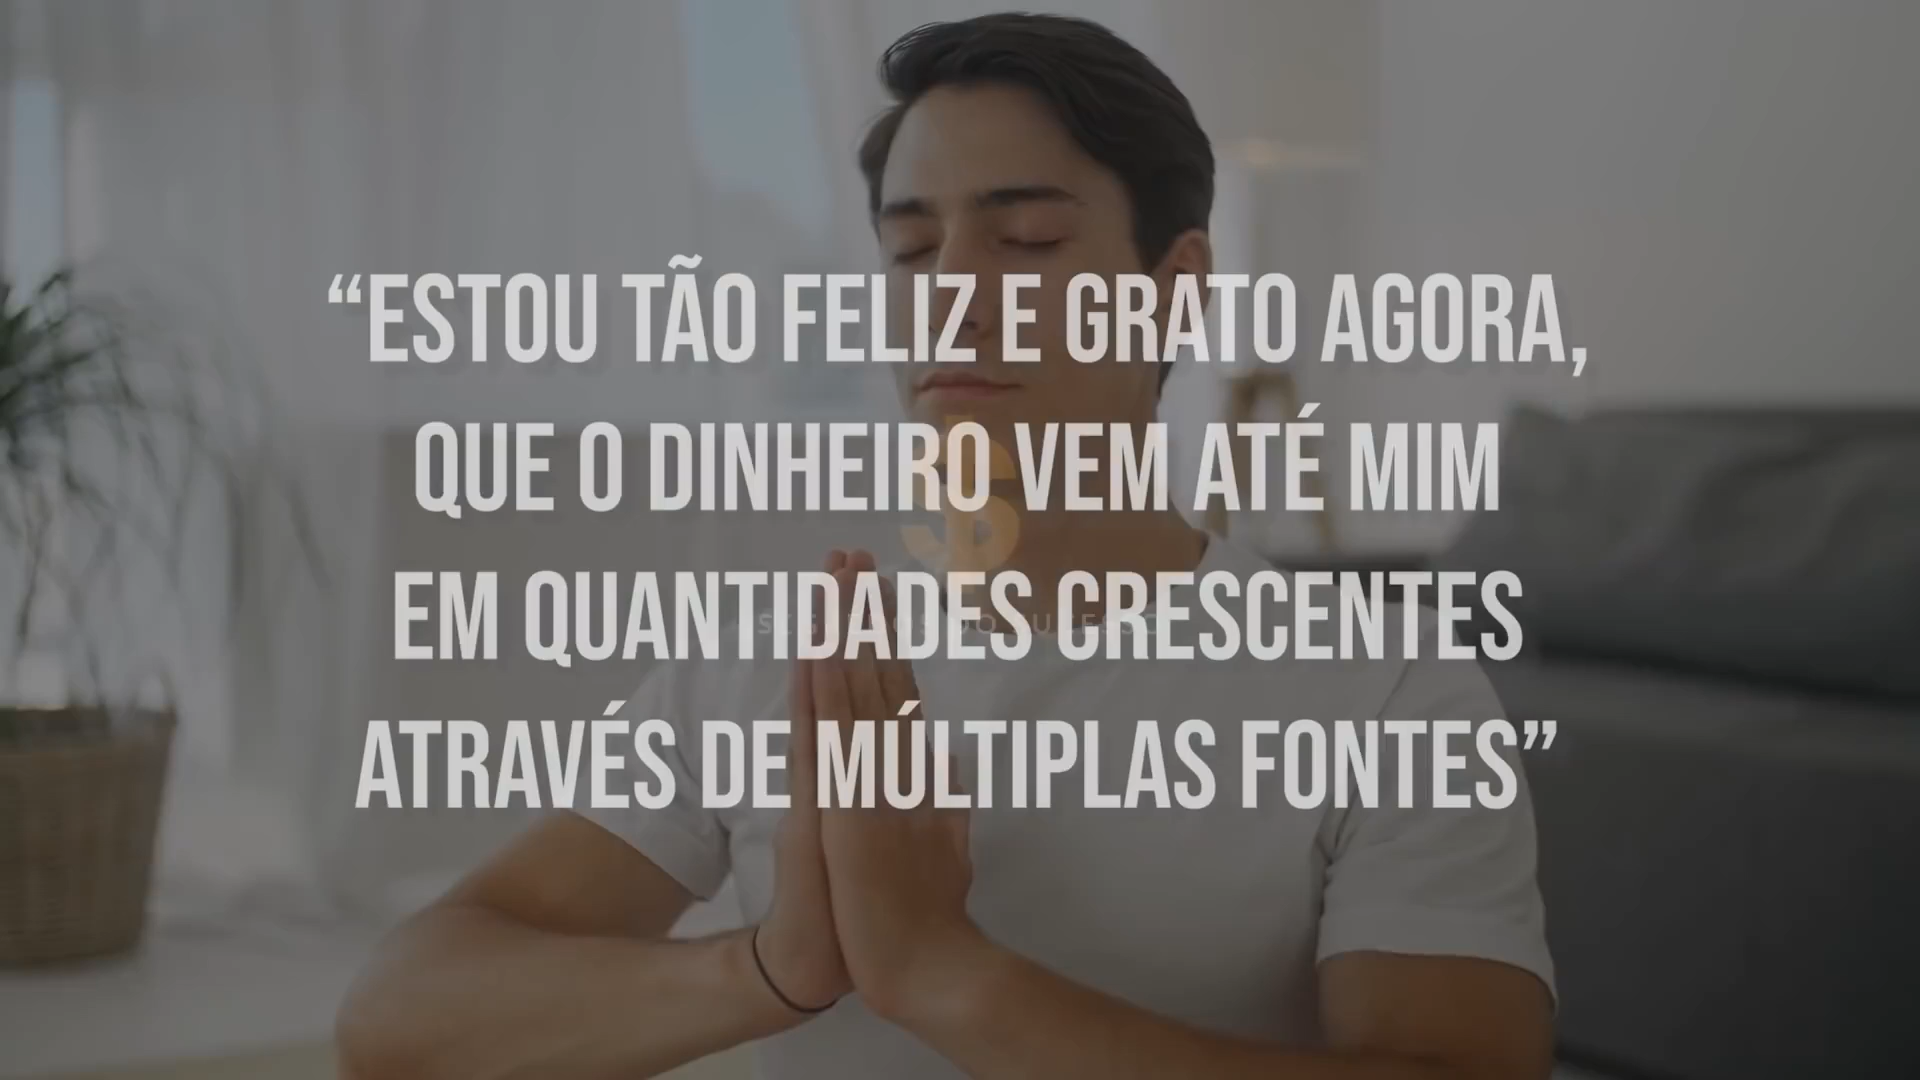 “ESTOU TÃO FELIZ E GRATO AGORA,
QUE O DINHEIRO VEM ATÉ MIM
EM QUANTIDADES CRESCENTES
ATRAVÉS DE MÚLTIPLAS FONTES”